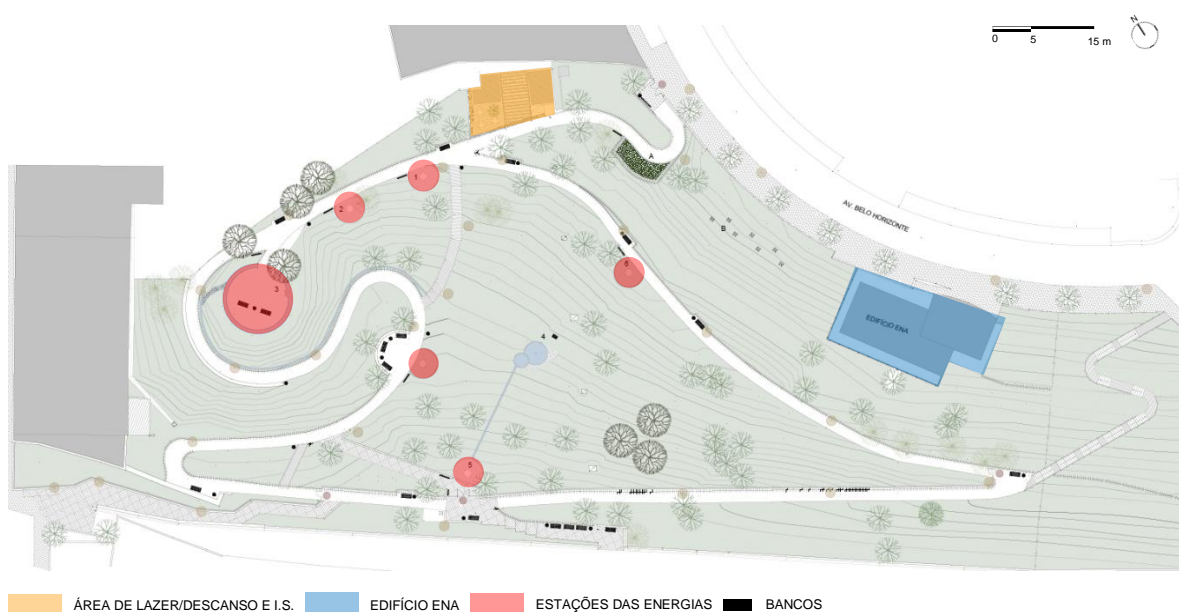 N
0 5 15 m
A
1
AV. BELO HORIZONTE
2
B
6
3
EDIFÍCIO ENA
4
5
ÁREA DE LAZER/DESCANSO E I.S.
EDIFÍCIO ENA
ESTAÇÕES DAS ENERGIAS
BANCOS